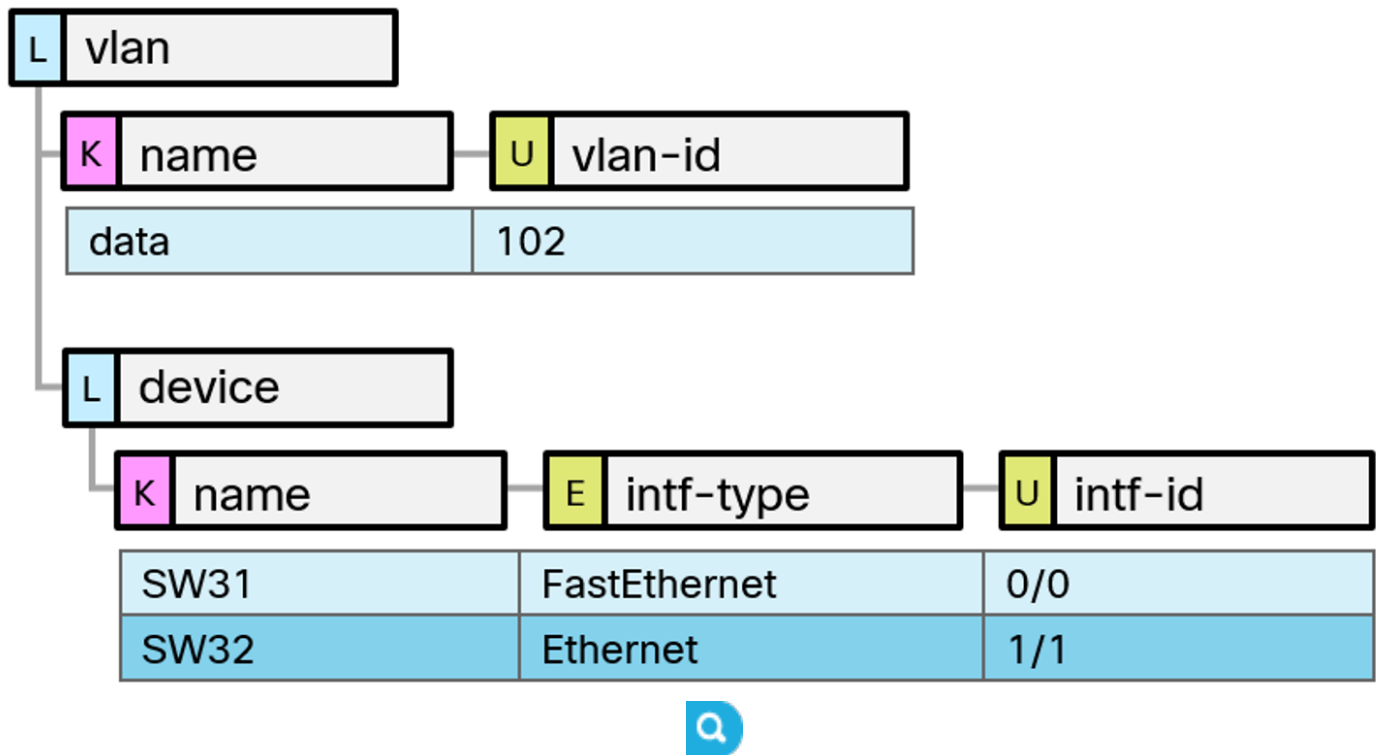 L vlan
K name U vlan-id
data 102
L device
K name E intf-type U intf-id
SW31 FastEthernet 0/0
SW32 Ethernet 1/1